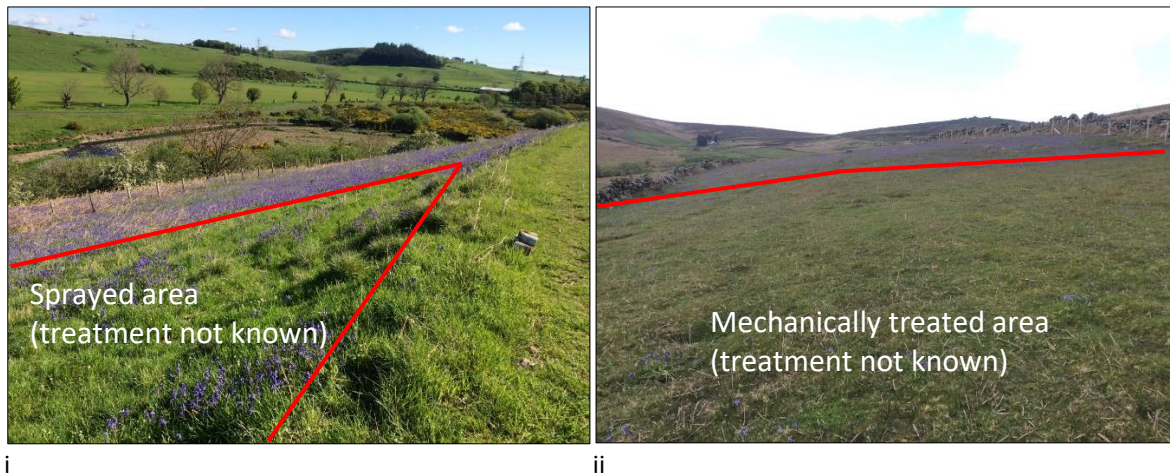 Sprayed area
(treatment not known)
Mechanically treated area
(treatment not known)
i
ii